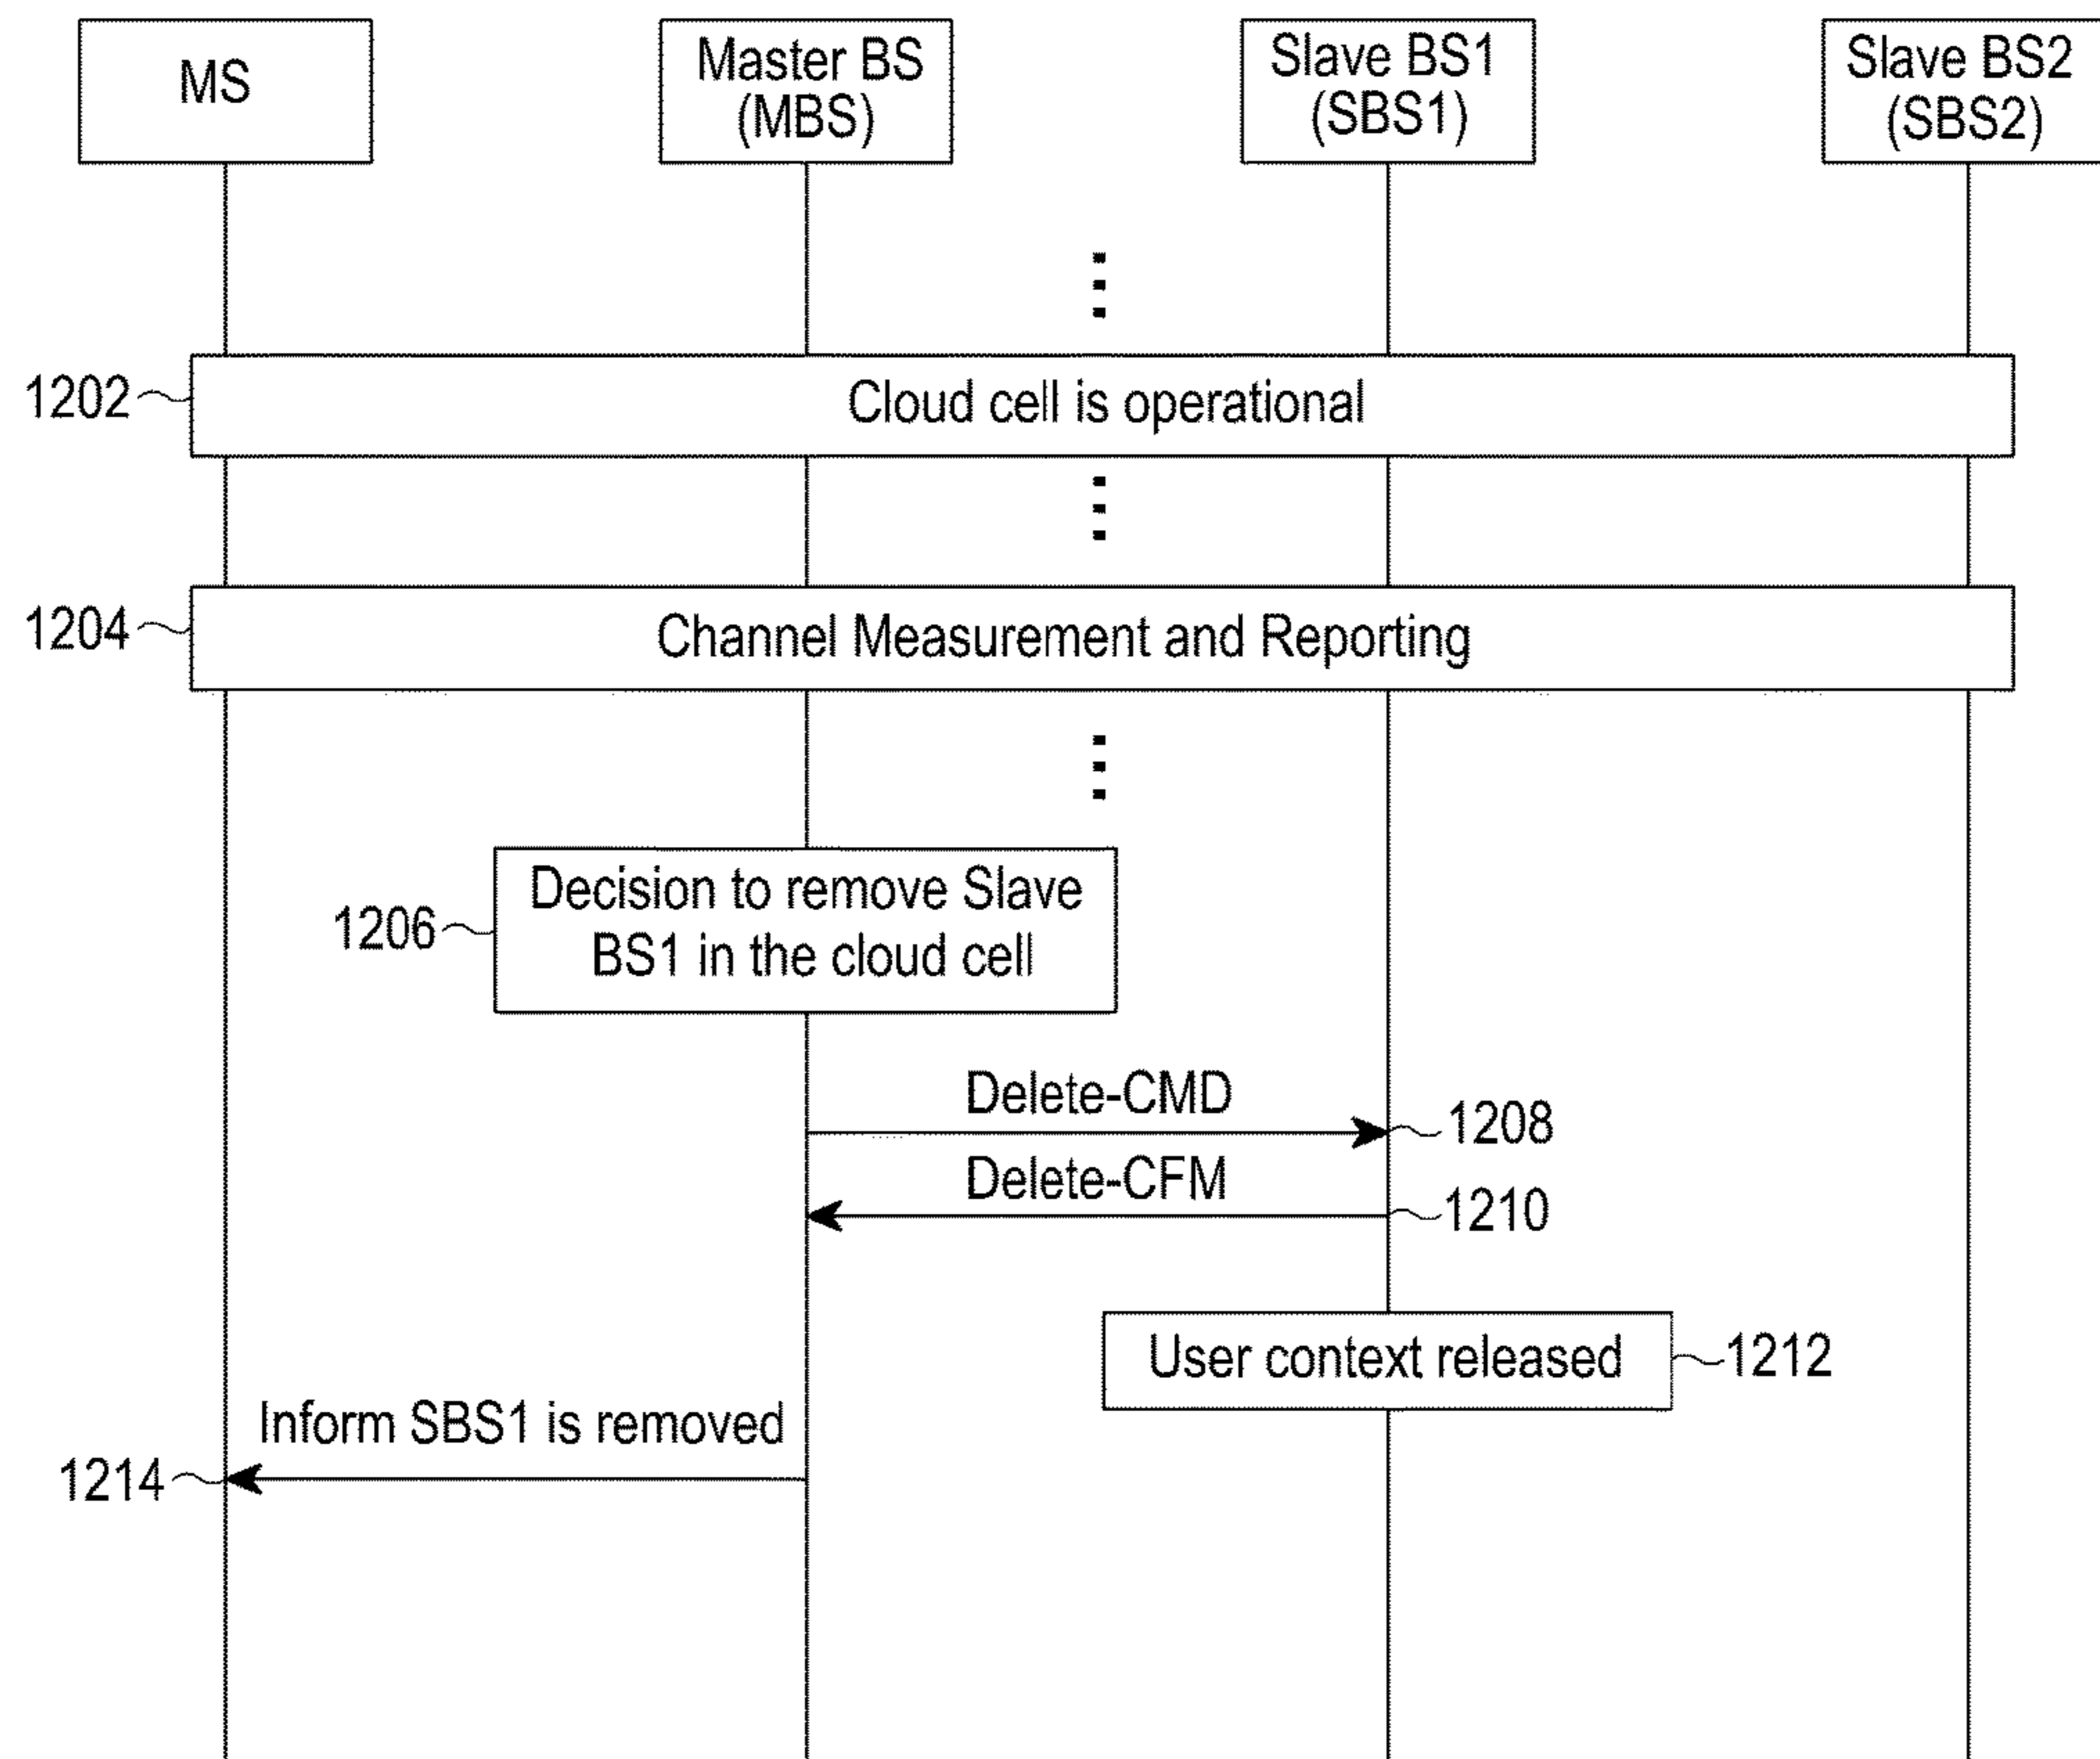 MS
Master BS
(MBS)
Slave BS1
(SBS1)
Slave BS2
(SBS2)
1202
Cloud cell is operational
1204
Channel Measurement and Reporting
1206
Decision to remove Slave
BS1 in the cloud cell
Delete-CMD
1208
Delete-CFM
1210
User context released
1212
Inform SBS1 is removed
1214